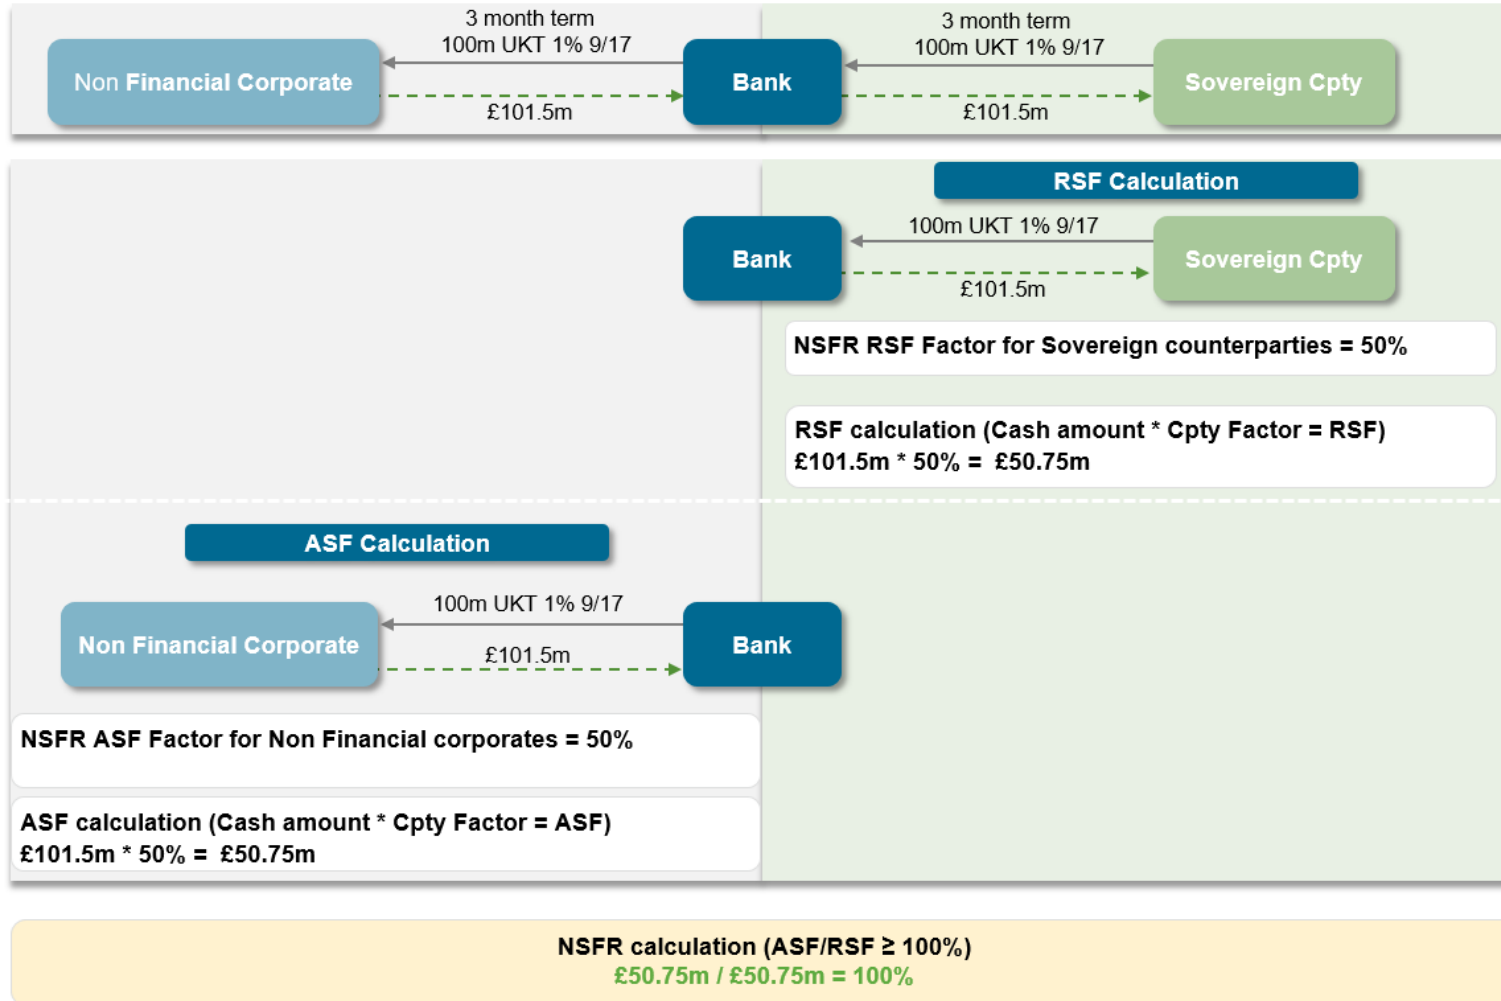 3 month term
100m UKT 1% 9/17
Non Financial Corporate
Bank
£101.5m
3 month term
100m UKT 1% 9/17
Sovereign Cpty
£101.5m
RSF Calculation
100m UKT 1% 9/17
Bank
Sovereign Cpty
£101.5m
NSFR RSF Factor for Sovereign counterparties = 50%
RSF calculation (Cash amount * Cpty Factor = RSF)
£101.5m * 50% = £50.75m
ASF Calculation
100m UKT 1% 9/17
Non Financial Corporate
Bank
£101.5m
NSFR ASF Factor for Non Financial corporates = 50%
ASF calculation (Cash amount * Cpty Factor = ASF)
£101.5m * 50% = £50.75m
NSFR calculation (ASF/RSF ≥ 100%)
£50.75m / £50.75m = 100%